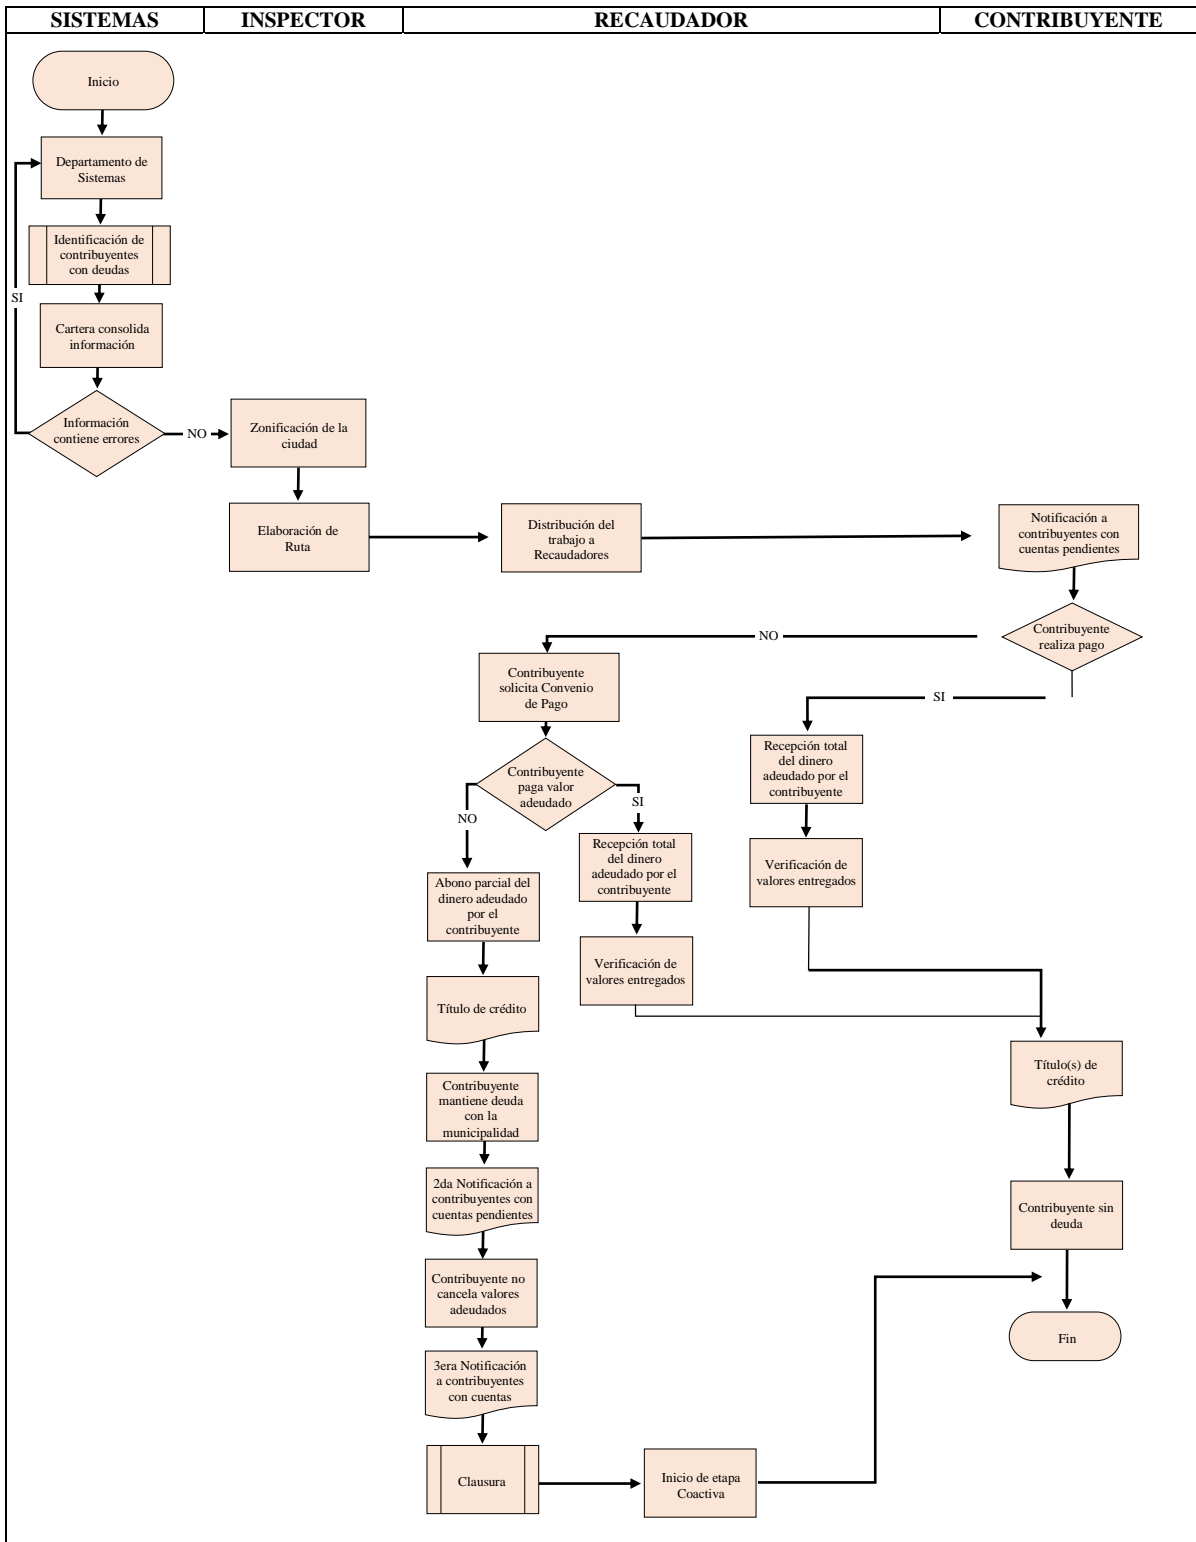 SISTEMAS
INSPECTOR
RECAUDADOR
CONTRIBUYENTE
Inicio
Departamento de
Sistemas
Identificación de
contribuyentes
con deudas
SI
Cartera consolida
información
Información
contiene errores
NO
Zonificación de la
ciudad
Elaboración de
Ruta
Distribución del
trabajo a
Recaudadores
Notificación a
contribuyentes con
cuentas pendientes
Contribuyente
realiza pago
NO
Contribuyente
solicita Convenio
de Pago
SI
Recepción total
del dinero
adeudado por el
contribuyente
Contribuyente
paga valor
adeudado
NO
SI
Recepción total
del dinero
adeudado por el
contribuyente
Verificación de
valores entregados
Abono parcial del
dinero adeudado
por el
contribuyente
Verificación de
valores entregados
Título de crédito
Título(s) de
crédito
Contribuyente
mantiene deuda
con la
municipalidad
2da Notificación a
contribuyentes con
cuentas pendientes
Contribuyente sin
deuda
Contribuyente no
cancela valores
adeudados
Fin
3era Notificación
a contribuyentes
con cuentas
Clausura
Inicio de etapa
Coactiva